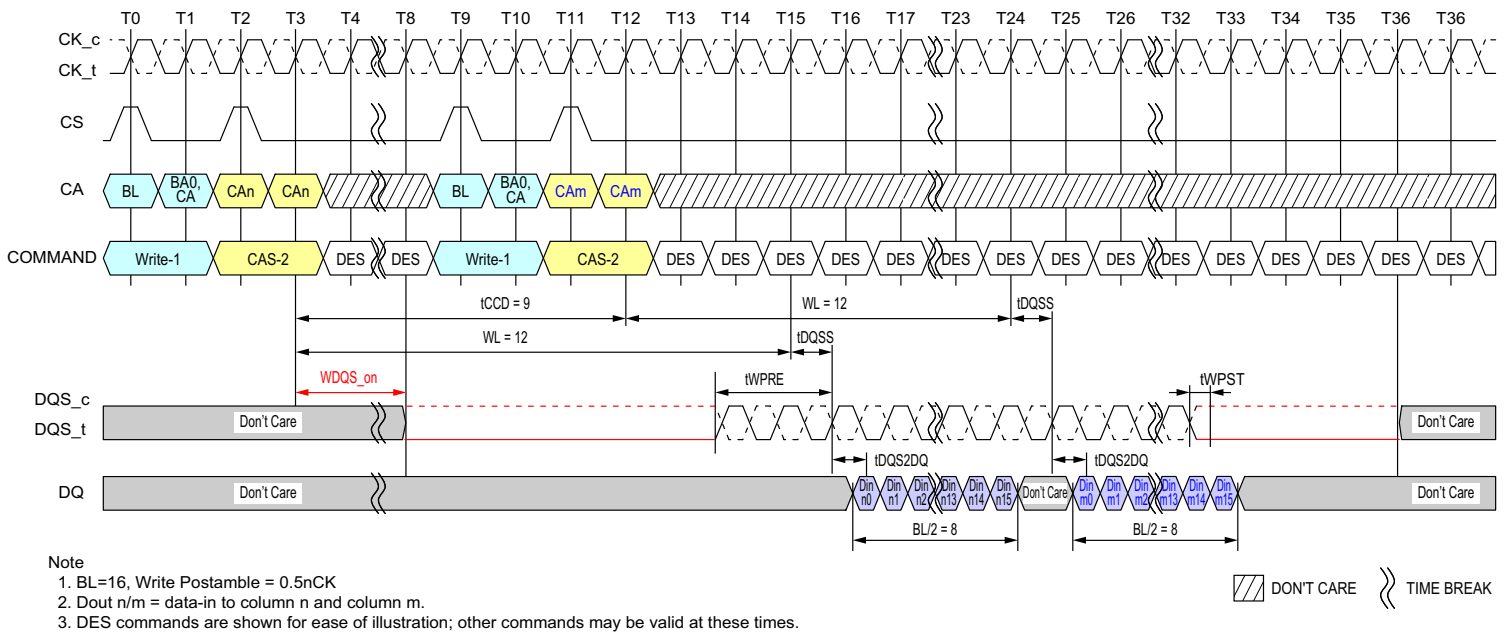 T0 T1 T2 T3 T4 T8 T9 T10 T11 T12 T13 T14 T15 T16 T17 T23 T24 T25 T26 T32 T33 T34 T35 T36 T36
CK_c
CK_t
CS
CA BL BA0, CA CAn CAn BL BA0, CA CAm CAm
COMMAND Write-1 CAS-2 DES DES Write-1 CAS-2 DES DES DES DES DES DES DES DES DES DES DES DES DES DES DES
tCCD = 9 WL = 12 tDQSS
WL = 12 tDQSS
WDQS_on tWPRE tWPST
DQS_c
DQS_t Don't Care Don't Care
tDQS2DQ tDQS2DQ
DQ Don't Care Din n0 Din n1 Din n2 Din n13 Din n14 Din n15 Don't Care Din m0 Din m1 Din m2 Din m13 Din m14 Din m15 Don't Care
BL/2 = 8 BL/2 = 8
Note
1. BL=16, Write Postamble = 0.5nCK
2. Dout n/m = data-in to column n and column m.
3. DES commands are shown for ease of illustration; other commands may be valid at these times.
DON'T CARE TIME BREAK